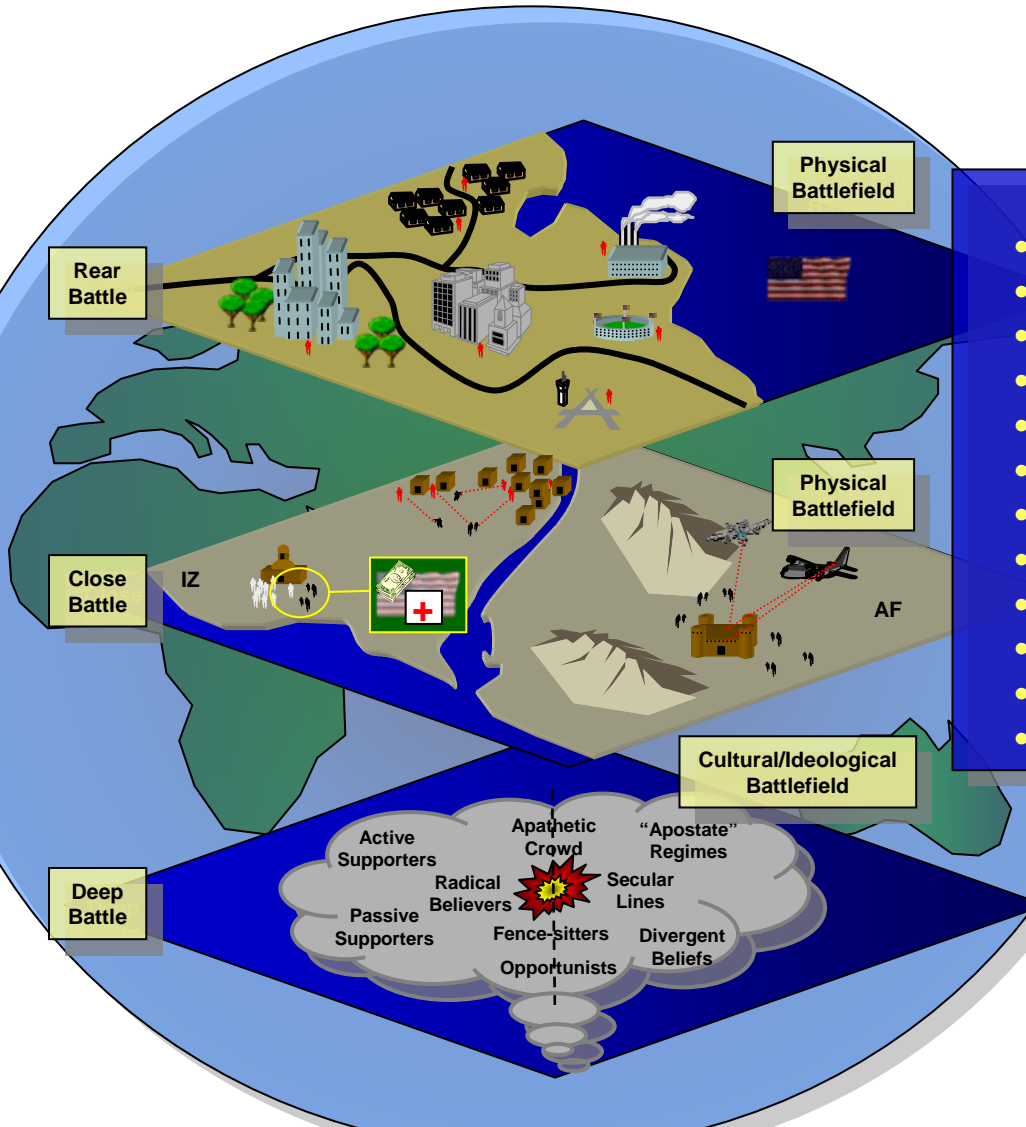 Physical
Battlefield
Rear
Battle
Physical
Battlefield
Close
Battle
IZ
AF
Cultural/Ideological
Battlefield
Active
Supporters
Apathetic
Crowd
“Apostate”
Regimes
Radical
Believers
Secular
Lines
Deep
Battle
Passive
Supporters
Fence-sitters
Divergent
Beliefs
Opportunists